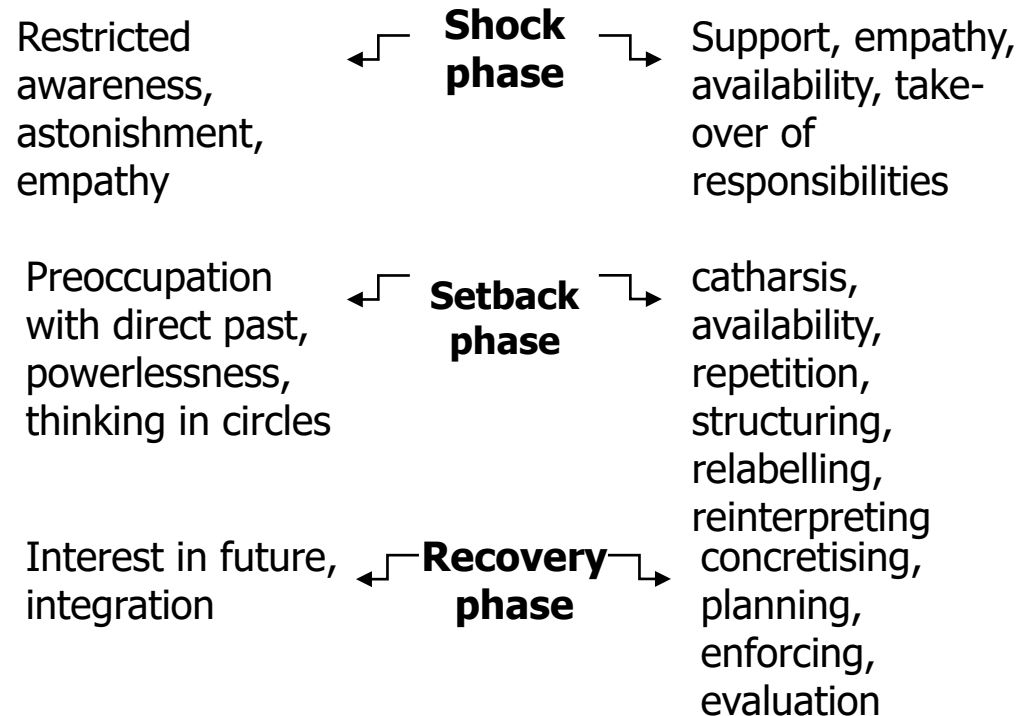 Restricted
awareness,
astonishment,
empathy
Shock
phase
Support, empathy,
availability, take-
over of
responsibilities
Preoccupation
with direct past,
powerlessness,
thinking in circles
Setback
phase
catharsis,
availability,
repetition,
structuring,
relabelling,
reinterpreting
Interest in future,
integration
Recovery
phase
concretising,
planning,
enforcing,
evaluation